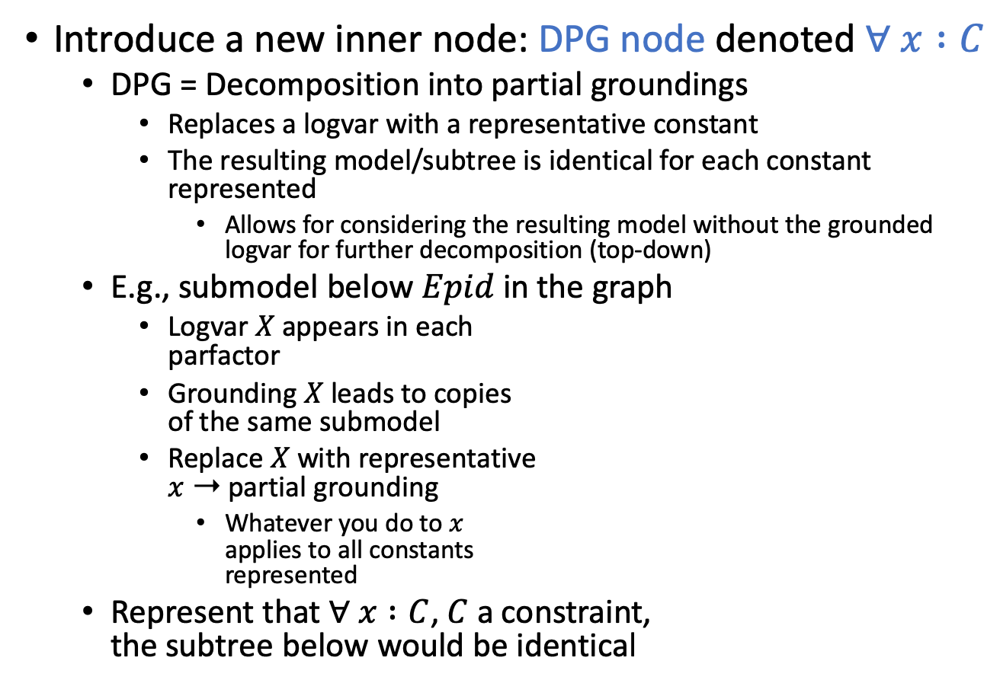 • Introduce a new inner node: DPG node denoted ∀ x : C
• DPG = Decomposition into partial groundings
• Replaces a logvar with a representative constant
• The resulting model/subtree is identical for each constant
represented
• Allows for considering the resulting model without the grounded
logvar for further decomposition (top-down)
• E.g., submodel below Epid in the graph
• Logvar X appears in each
parfactor
• Grounding X leads to copies
of the same submodel
• Replace X with representative
x → partial grounding
• Whatever you do to x
applies to all constants
represented
• Represent that ∀ x : C, C a constraint,
the subtree below would be identical